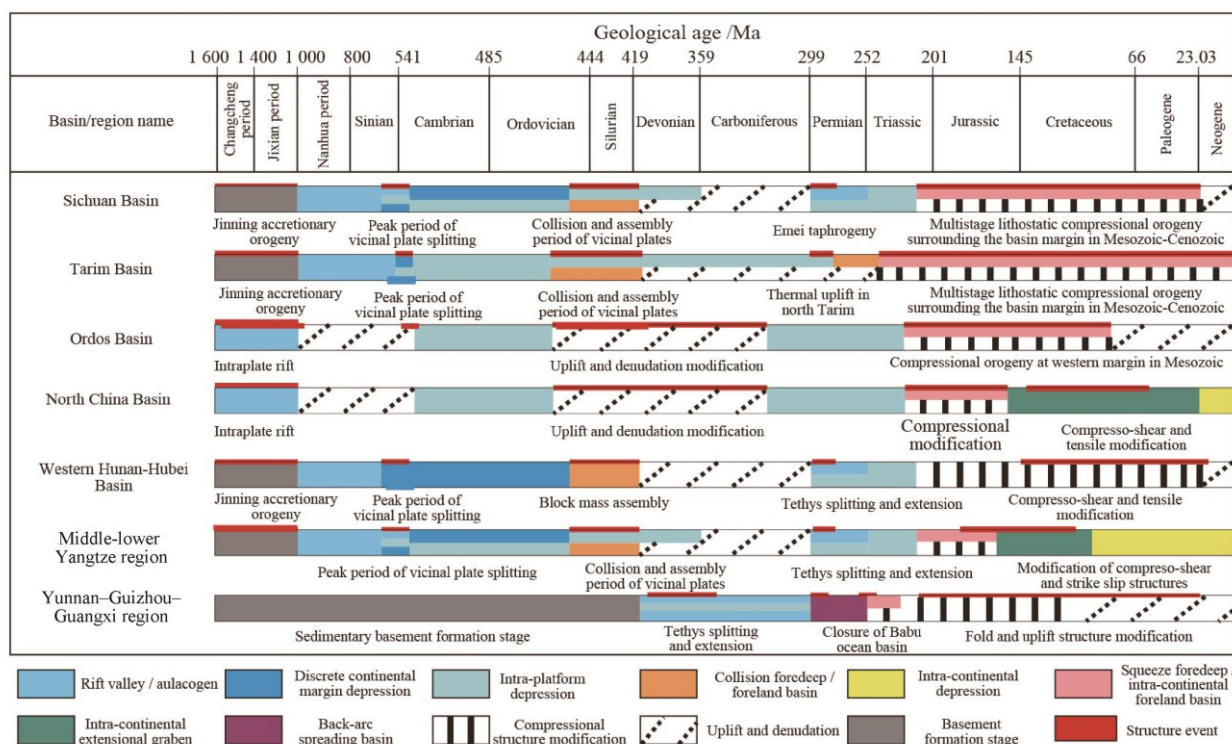 Geological age /Ma
1 600 1 400 1 000 800 541 485 444 419 359 299 252 201 145 66 23.03
Basin/region name
Changcheng period
Jixian period
Nanhua period
Sinian
Cambrian
Ordovician
Silurian
Devonian
Carboniferous
Permian
Triassic
Jurassic
Cretaceous
Paleogene
Neogene
Sichuan Basin
Jinning accretionary
orogeny
Peak period of
vicinal plate splitting
Collision and assembly
period of vicinal plates
Emei taphrogeny
Multistage lithostatic compressional orogeny
surrounding the basin margin in Mesozoic-Cenozoic
Tarim Basin
Jinning accretionary
orogeny
Peak period of
vicinal plate splitting
Collision and assembly
period of vicinal plates
Thermal uplift in
north Tarim
Multistage lithostatic compressional orogeny
surrounding the basin margin in Mesozoic-Cenozoic
Ordos Basin
Intraplate rift
Uplift and denudation modification
Compressional orogeny at western margin in Mesozoic
North China Basin
Intraplate rift
Uplift and denudation modification
Compressional
modification
Compresso-shear and
tensile modification
Western Hunan-Hubei
Basin
Jinning accretionary
orogeny
Peak period of
vicinal plate splitting
Block mass assembly
Tethys splitting and extension
Compresso-shear and tensile
modification
Middle-lower
Yangtze region
Peak period of vicinal plate splitting
Collision and assembly
period of vicinal plates
Tethys splitting and extension
Modification of compreso-shear
and strike slip structures
Yunnan–Guizhou–
Guangxi region
Sedimentary basement formation stage
Tethys splitting
and extension
Closure of Babu
ocean basin
Fold and uplift structure modification
Rift valley / aulacogen
Discrete continental
margin depression
Intra-platform
depression
Collision foredeep /
foreland basin
Intra-continental
depression
Squeeze foredeep /
intra-continental
foreland basin
Intra-continental
extensional graben
Back-arc
spreading basin
Compressional
structure modification
Uplift and denudation
Basement
formation stage
Structure event